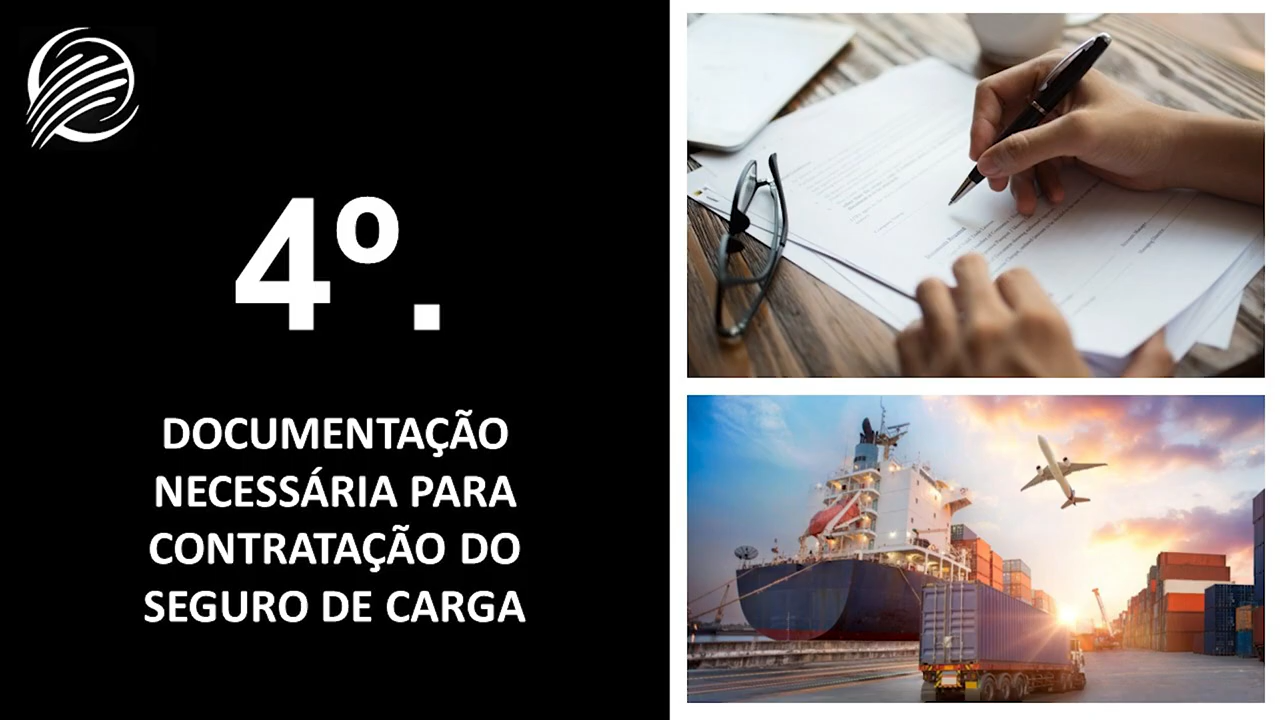 4º.
DOCUMENTAÇÃO
NECESSÁRIA PARA
CONTRATAÇÃO DO
SEGURO DE CARGA